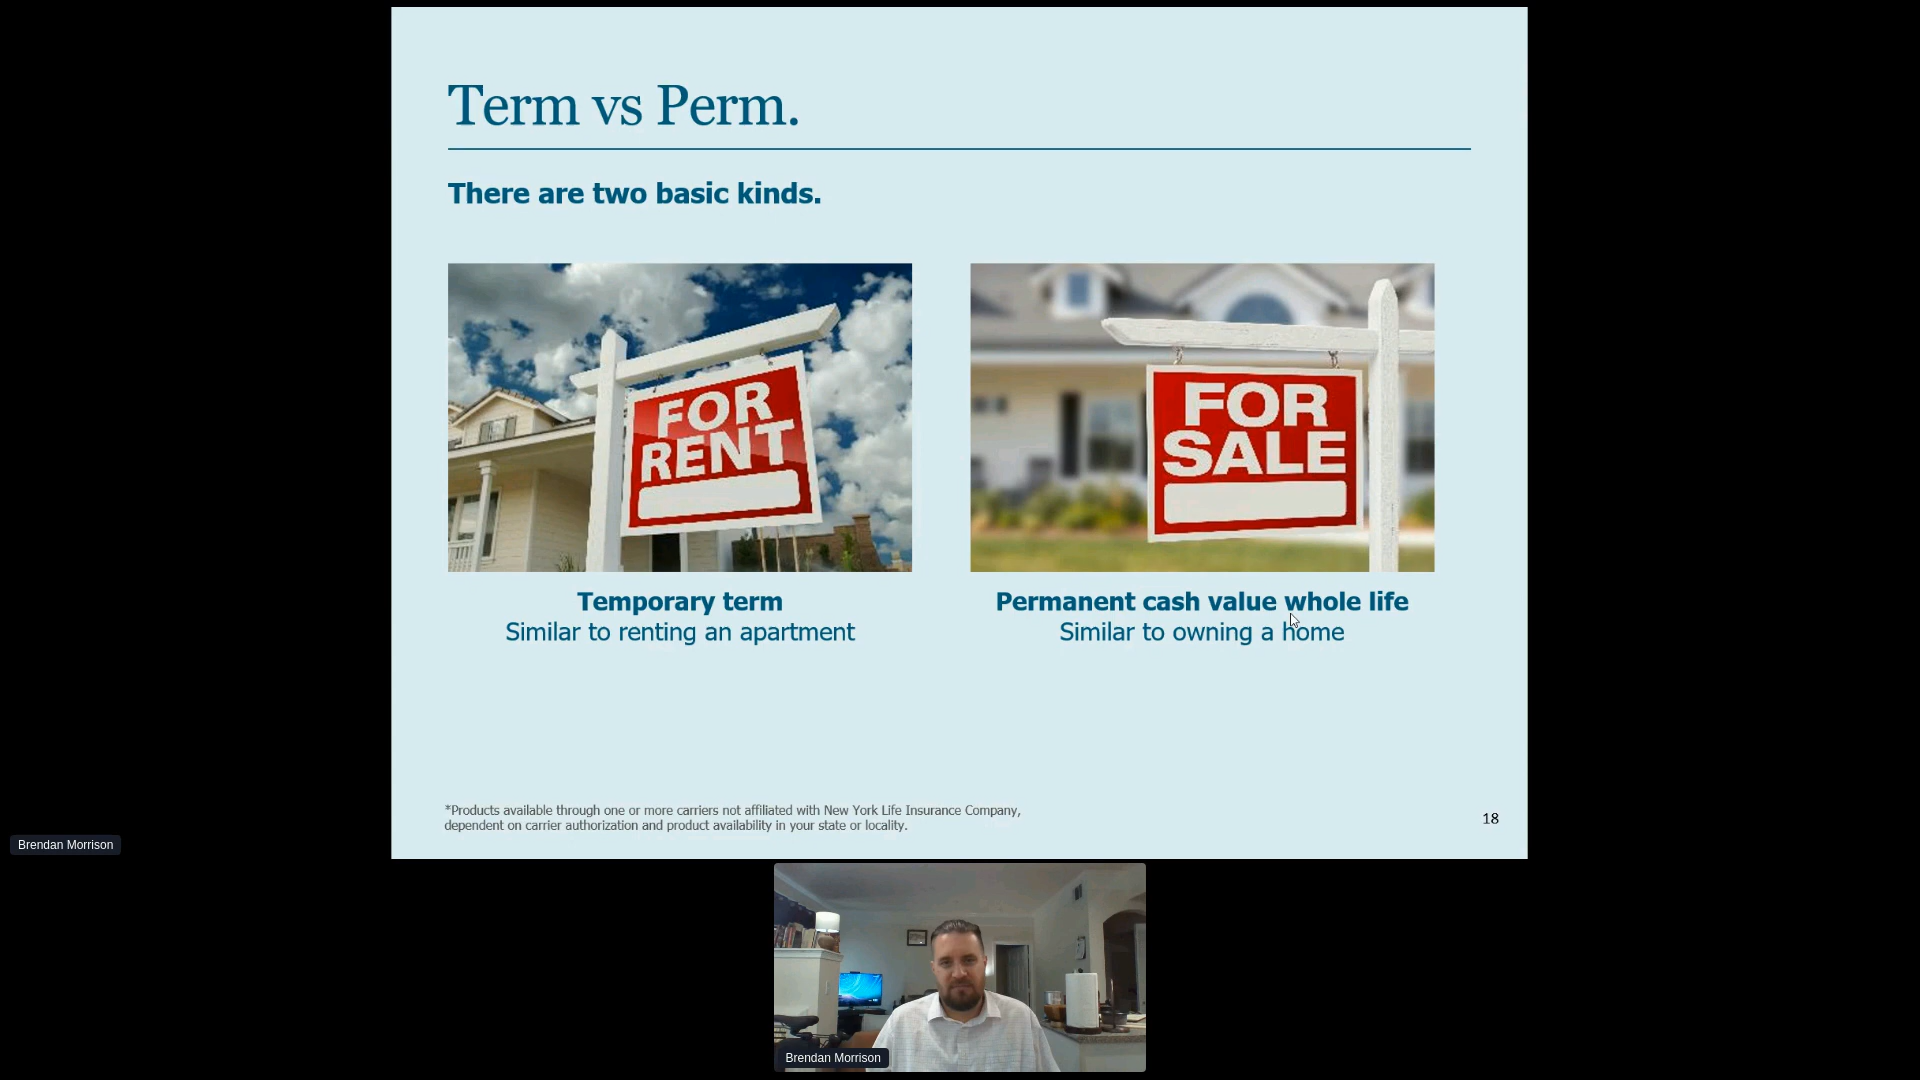 Term vs Perm.
There are two basic kinds.
FOR
RENT
FOR
SALE
Temporary term
Similar to renting an apartment
Permanent cash value whole life
Similar to owning a home
*Products available through one or more carriers not affiliated with New York Life Insurance Company,
dependent on carrier authorization and product availability in your state or locality.
18
Brendan Morrison
Brendan Morrison